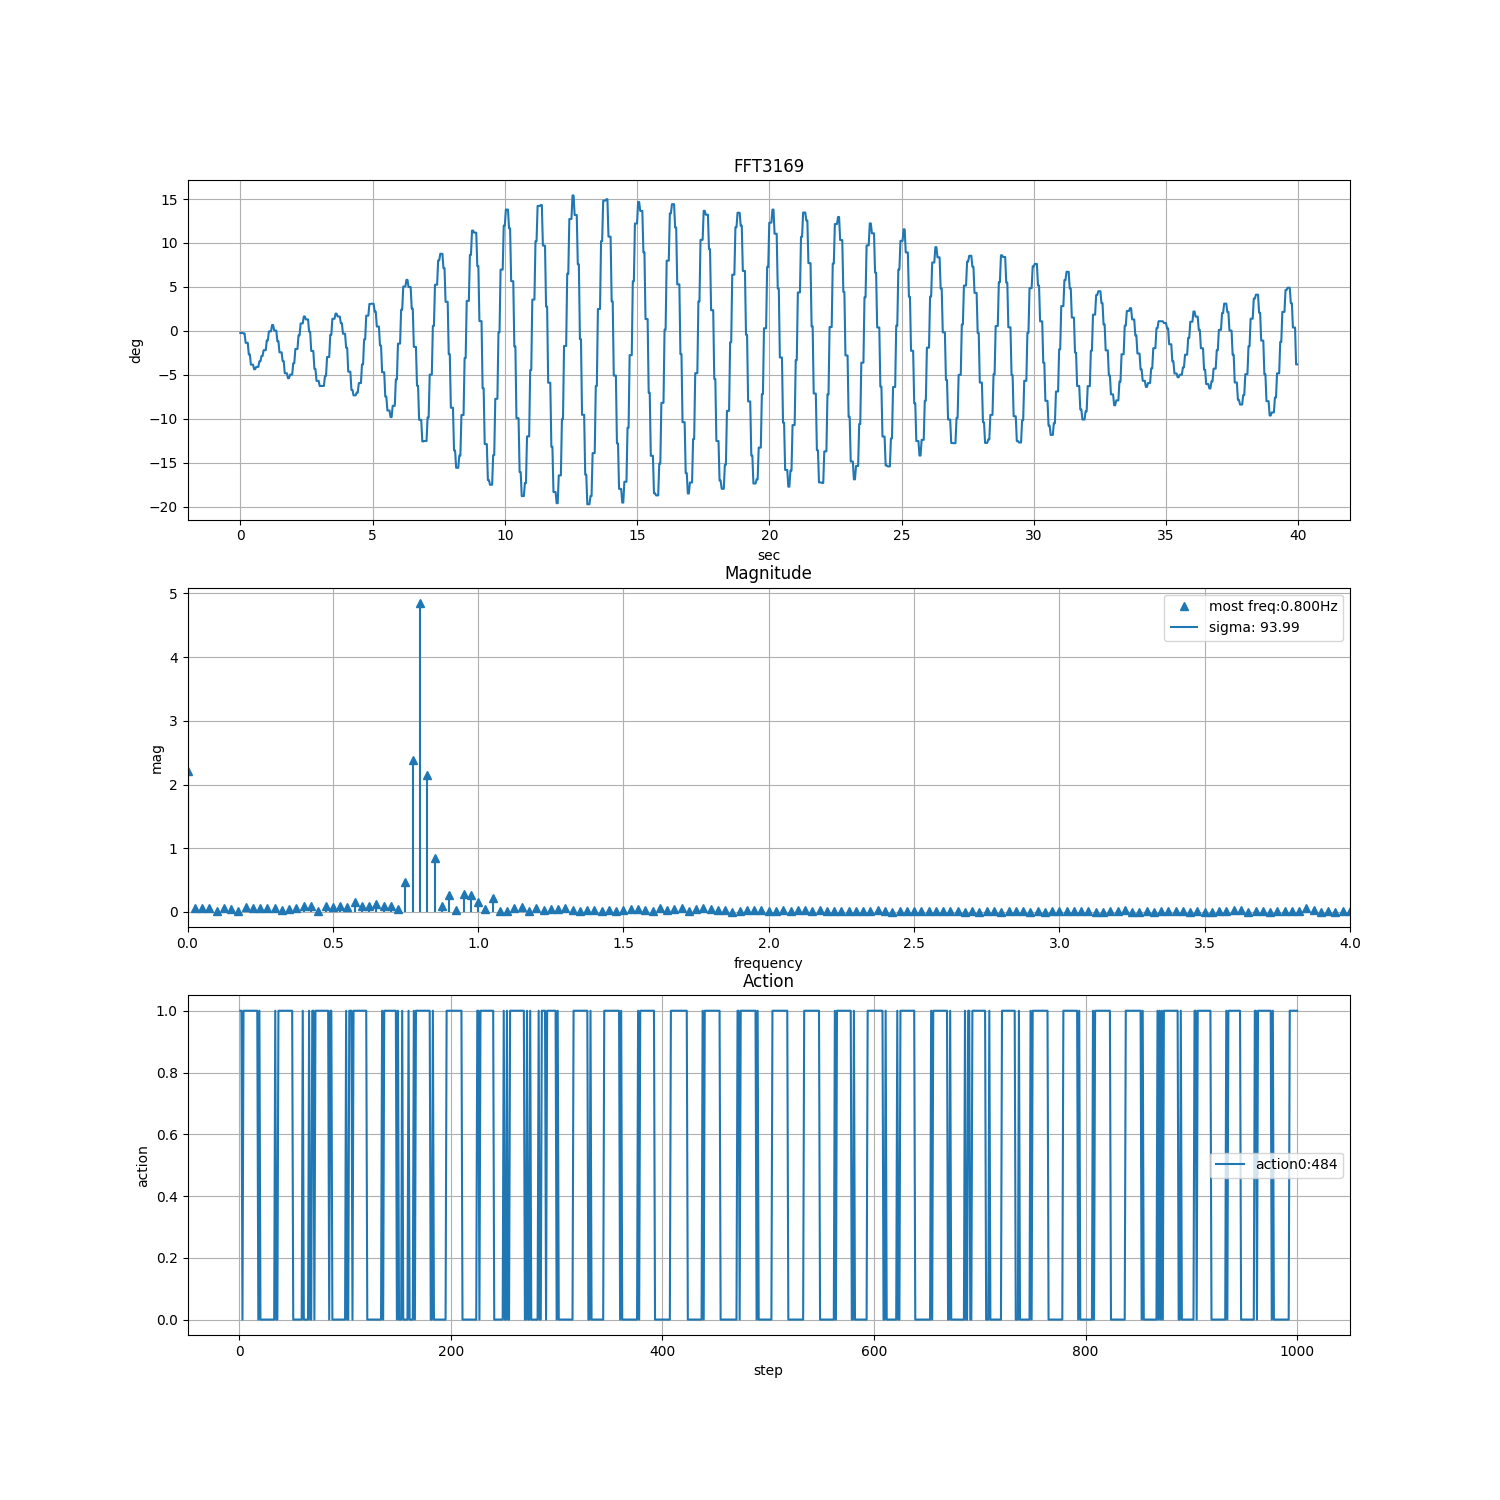 FFT3169
15
10
5
0
−5
−10
−15
−20
deg
0 5 10 15 20 25 30 35 40
sec
Magnitude
5
4
3
2
1
0
mag
most freq:0.800Hz
sigma: 93.99
0.0 0.5 1.0 1.5 2.0 2.5 3.0 3.5 4.0
frequency
Action
1.0
0.8
0.6
0.4
0.2
0.0
action
action0:484
0 200 400 600 800 1000
step